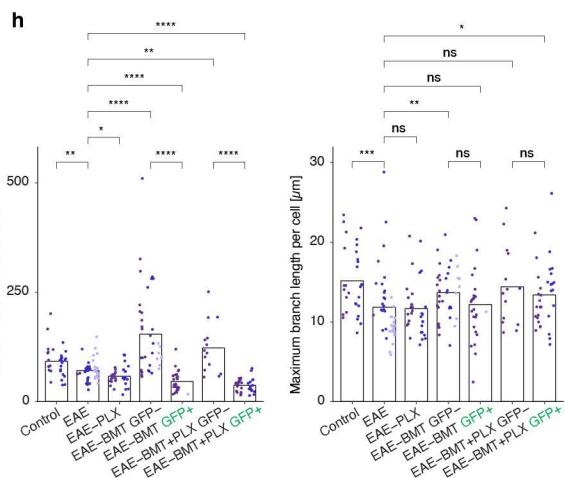 h
****
**
****
****
*
**
****
****
500
250
0
Control
EAE
EAE–PLX
EAE–BMT GFP–
EAE–BMT GFP+
EAE–BMT+PLX GFP–
EAE–BMT+PLX GFP+
*
ns
ns
**
ns
***
ns
ns
Maximum branch length per cell [µm]
30
20
10
0
Control
EAE
EAE–PLX
EAE–BMT GFP–
EAE–BMT GFP+
EAE–BMT+PLX GFP–
EAE–BMT+PLX GFP+